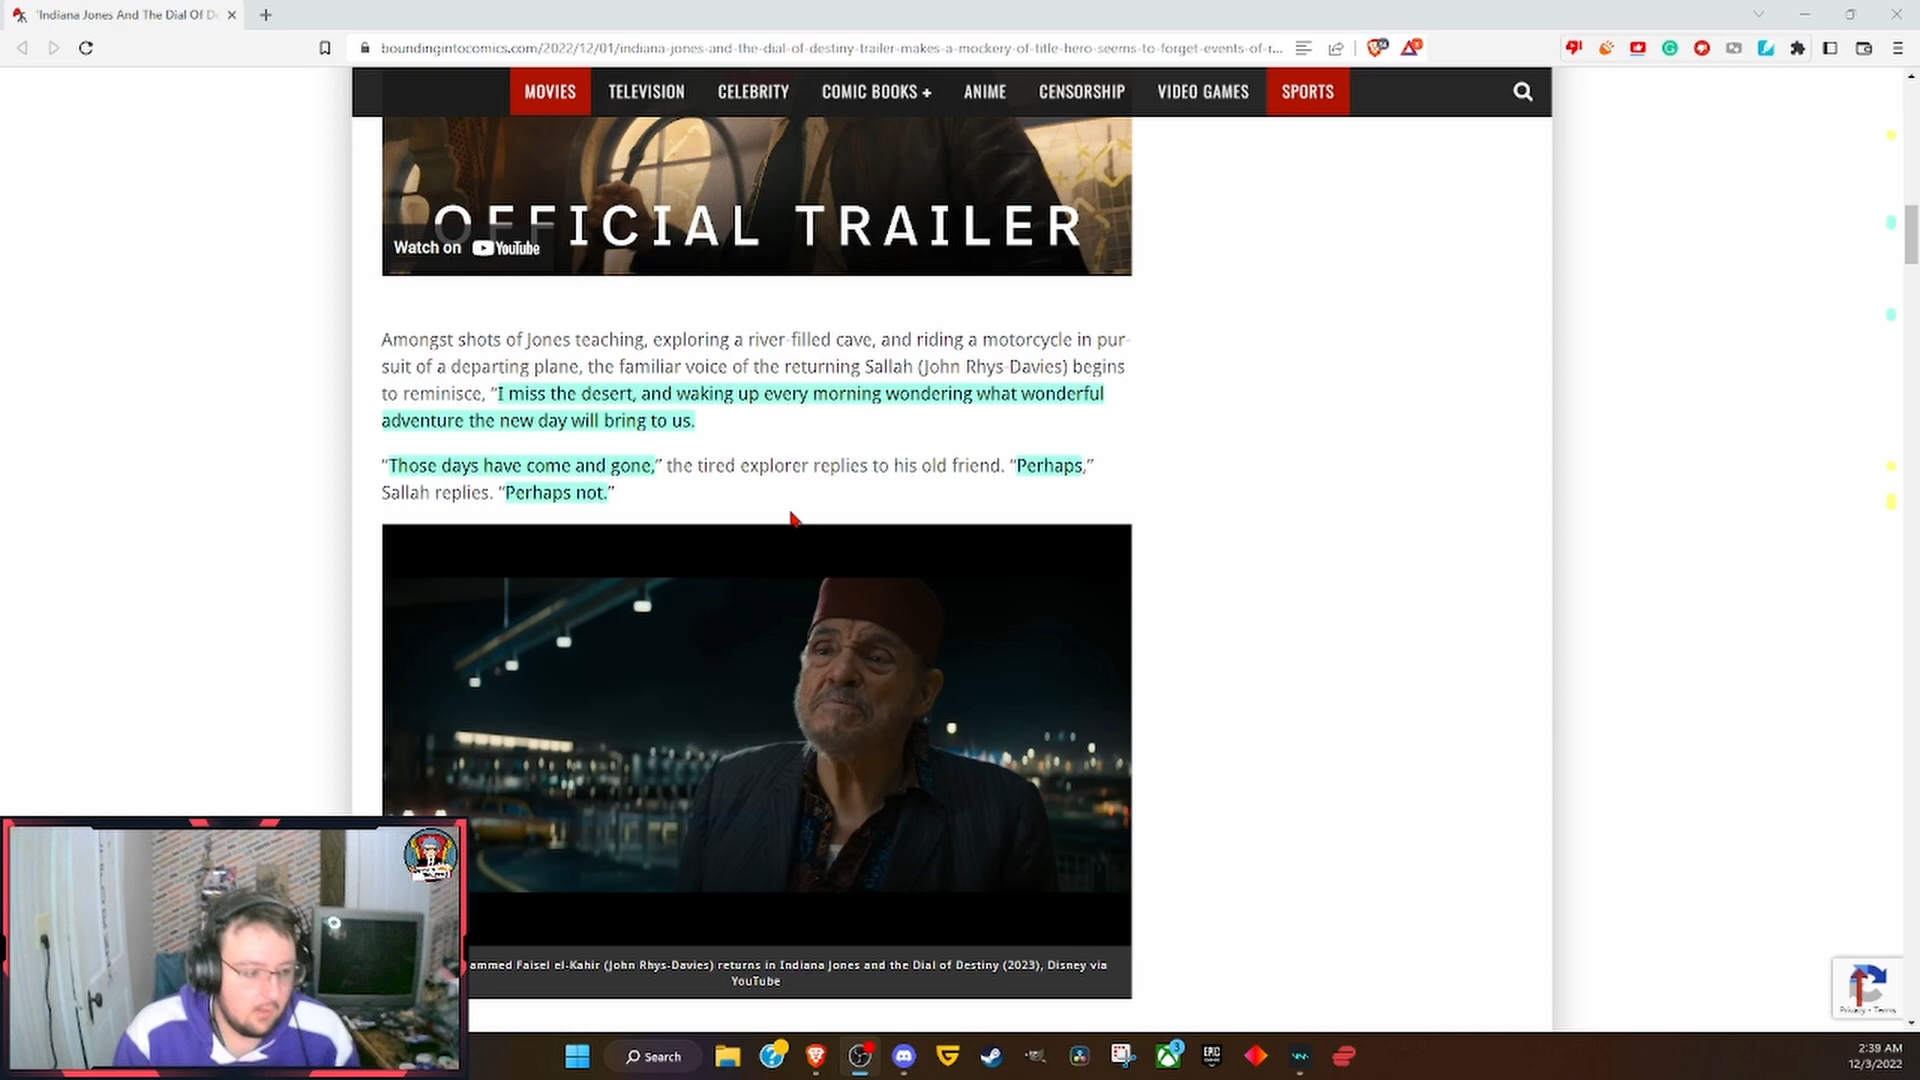 'Indiana Jones And The Dial Of D
boundingintocomics.com/2022/12/01/indiana-jones-and-the-dial-of-destiny-trailer-makes-a-mockery-of-title-hero-seems-to-forget-events-of-r...
MOVIES TELEVISION CELEBRITY COMIC BOOKS + ANIME CENSORSHIP VIDEO GAMES SPORTS
OFFICIAL TRAILER
Watch on YouTube
Amongst shots of Jones teaching, exploring a river-filled cave, and riding a motorcycle in pur-
suit of a departing plane, the familiar voice of the returning Sallah (John Rhys-Davies) begins
to reminisce, “I miss the desert, and waking up every morning wondering what wonderful
adventure the new day will bring to us.
“Those days have come and gone,” the tired explorer replies to his old friend. “Perhaps,”
Sallah replies. “Perhaps not.”
ammed Faisel el-Kahir (John Rhys-Davies) returns in Indiana Jones and the Dial of Destiny (2023), Disney via
YouTube
Privacy - Terms
Search
EPIC
3
2:39 AM
12/3/2022